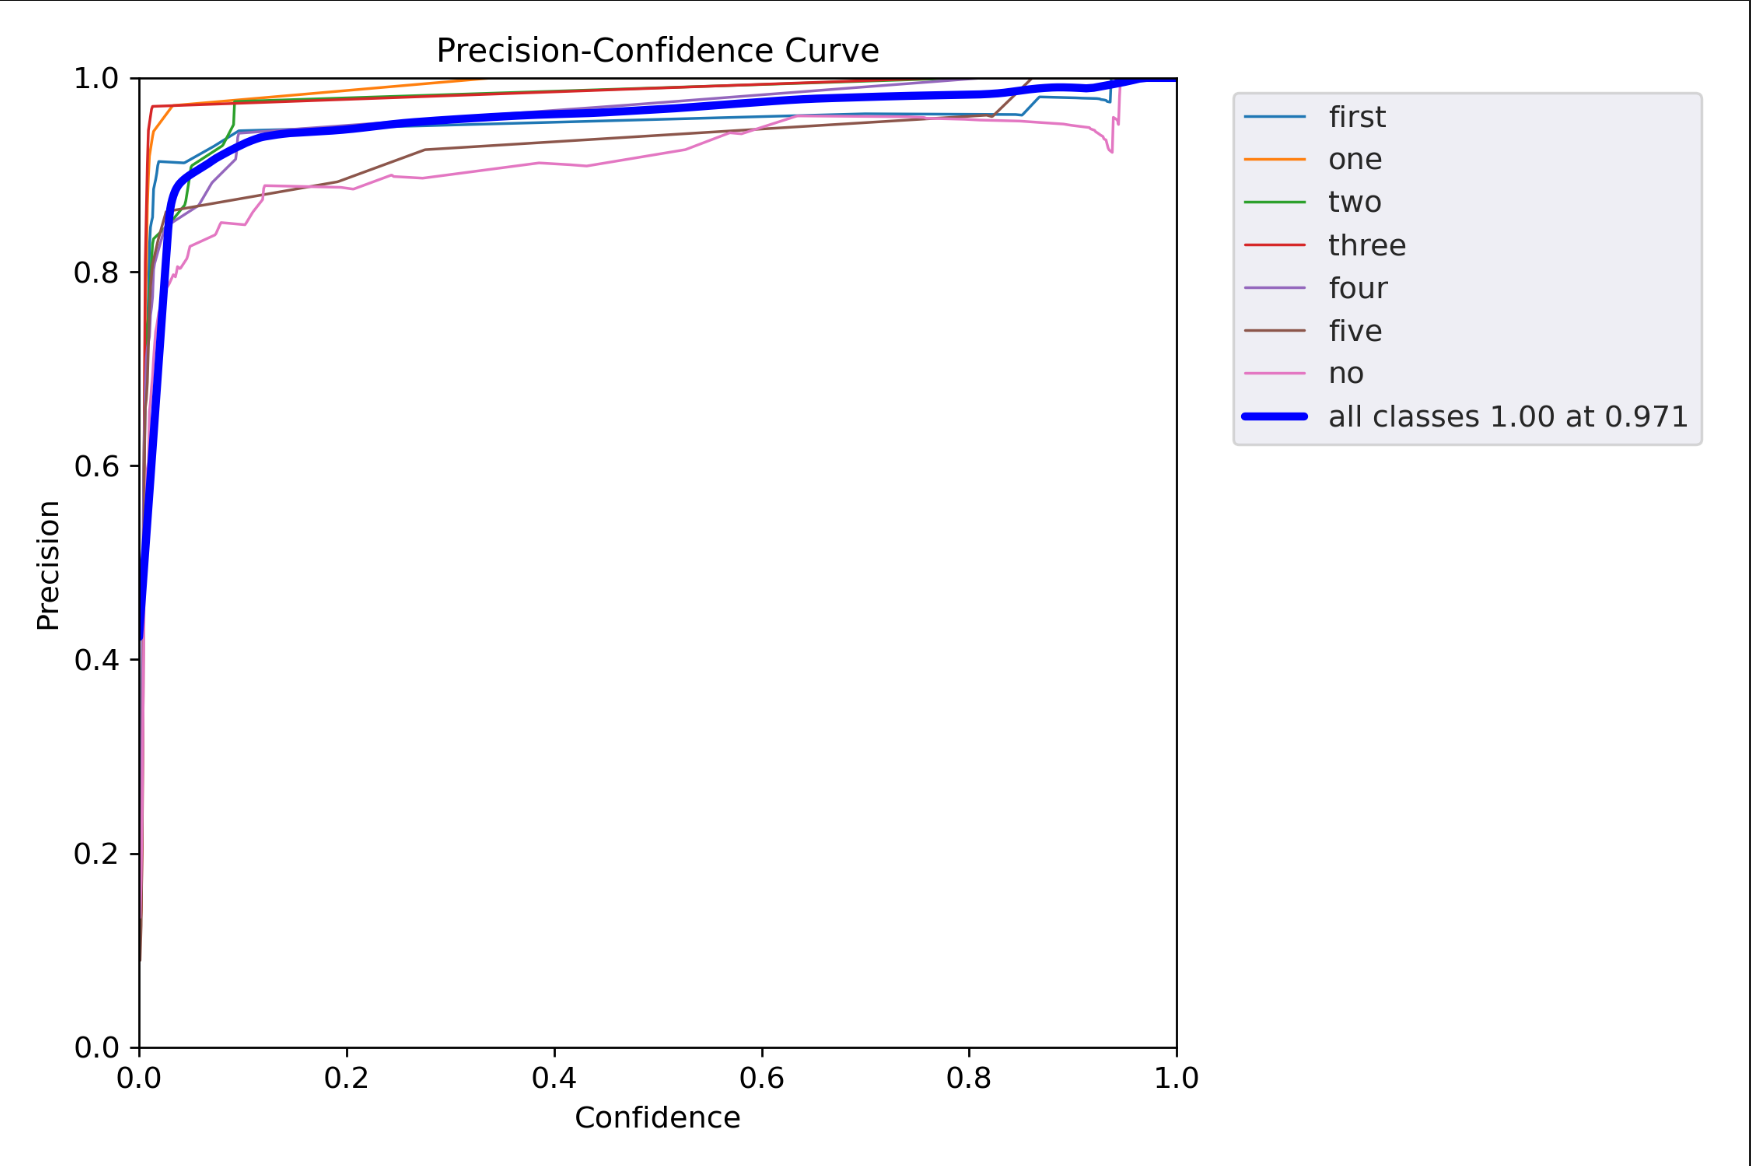 Precision-Confidence Curve
1.0
0.8
0.6
0.4
0.2
0.0
Precision
0.0 0.2 0.4 0.6 0.8 1.0
Confidence
first
one
two
three
four
five
no
all classes 1.00 at 0.971